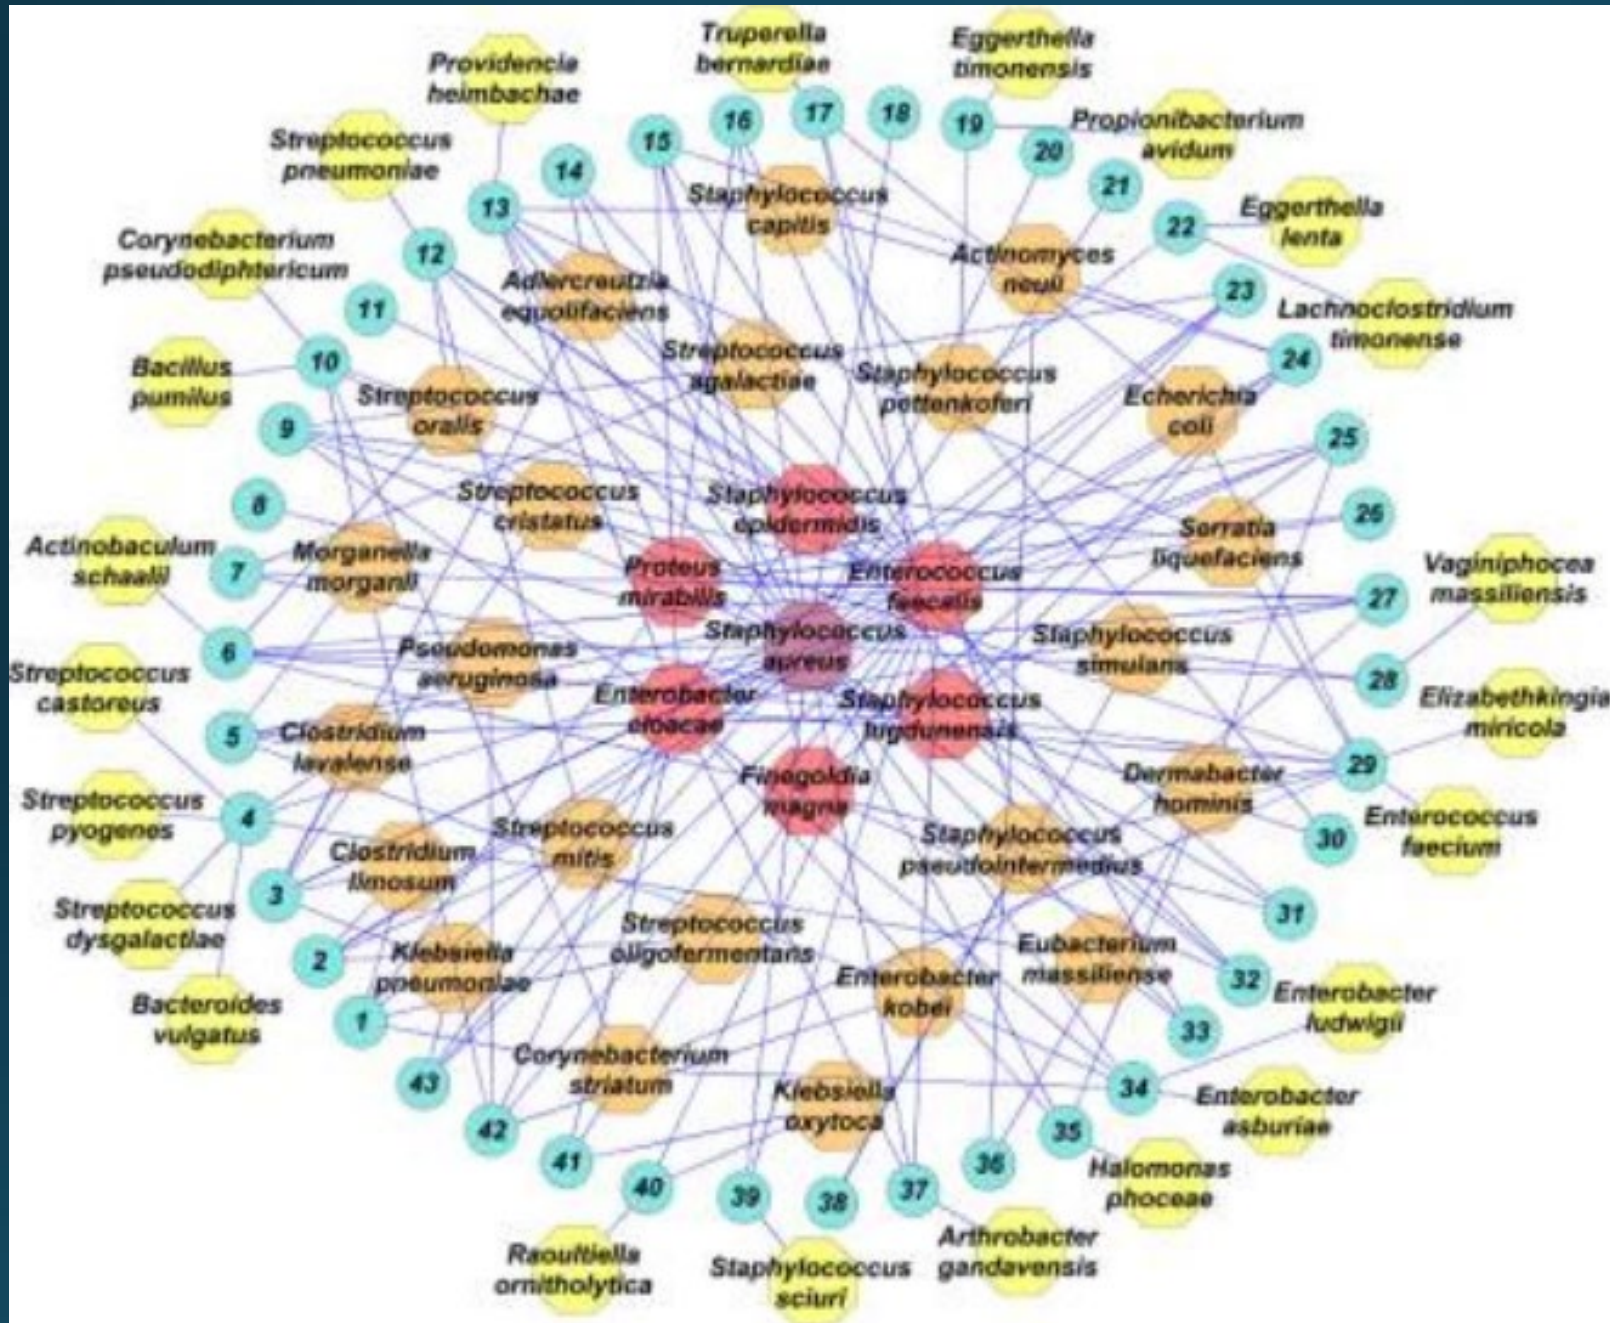 Truperella
bernardiae
Eggerthella
timonensis
Providencia
heimbachae
Propionibacterium
avidum
Streptococcus
pneumoniae
16
17
18
19
20
15
14
21
13
Staphylococcus
capitis
22
Eggerthella
lenta
12
Corynebacterium
pseudodiphtericum
Adlercreutzia
equolifaciens
Actinomyces
neuii
23
11
Lachnoclostridium
timonense
10
Bacillus
pumilus
Streptococcus
agalactiae
Staphylococcus
pettenkoferi
24
Streptococcus
oralis
Echerichia
coli
9
25
8
Streptococcus
cristatus
Staphylococcus
epidermidis
26
Serratia
liquefaciens
Actinobaculum
schaalii
7
Morganella
morganii
Proteus
mirabilis
Enterococcus
faecalis
27
Vaginiphocea
massiliensis
6
Pseudomonas
aeruginosa
Staphylococcus
aureus
Staphylococcus
simulans
28
Streptococcus
castoreus
5
Clostridium
lavalense
Enterobacter
cloacae
Staphylococcus
lugdunensis
Elizabethkingia
miricola
29
Streptococcus
pyogenes
4
Finegoldia
magna
Dermabacter
hominis
Enterococcus
faecium
30
3
Clostridium
limosum
Streptococcus
mitis
Staphylococcus
pseudointermedius
31
Streptococcus
dysgalactiae
2
Klebsiella
pneumoniae
Streptococcus
oligofermentans
Enterobacter
kobei
Eubacterium
massiliense
32
Bacteroides
vulgatus
1
33
Enterobacter
ludwigii
43
Corynebacterium
striatum
Klebsiella
oxytoca
34
Enterobacter
asburiae
42
41
35
36
40
39
38
37
Halomonas
phoceae
Raoultiella
ornitholytica
Staphylococcus
sciuri
Arthrobacter
gandavensis